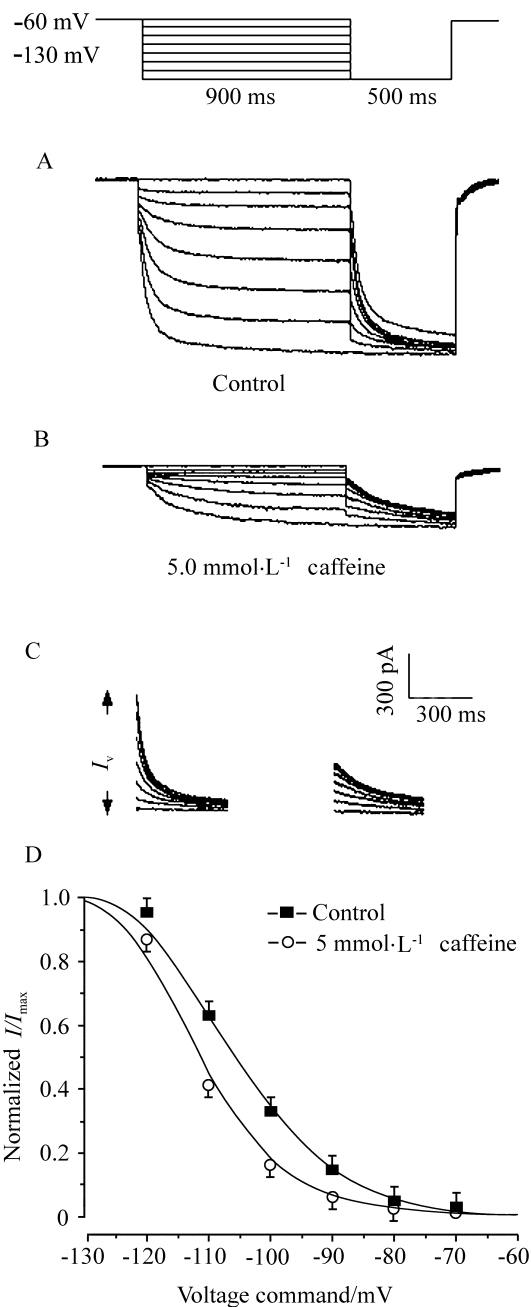 -60 mV
-130 mV
900 ms 500 ms
A
Control
B
5.0 mmol·L⁻¹ caffeine
C
300 pA
300 ms
Iᵥ
D
Normalized I/Imax
1.0
0.8
0.6
0.4
0.2
0
Control
5 mmol·L⁻¹ caffeine
-130 -120 -110 -100 -90 -80 -70 -60
Voltage command/mV